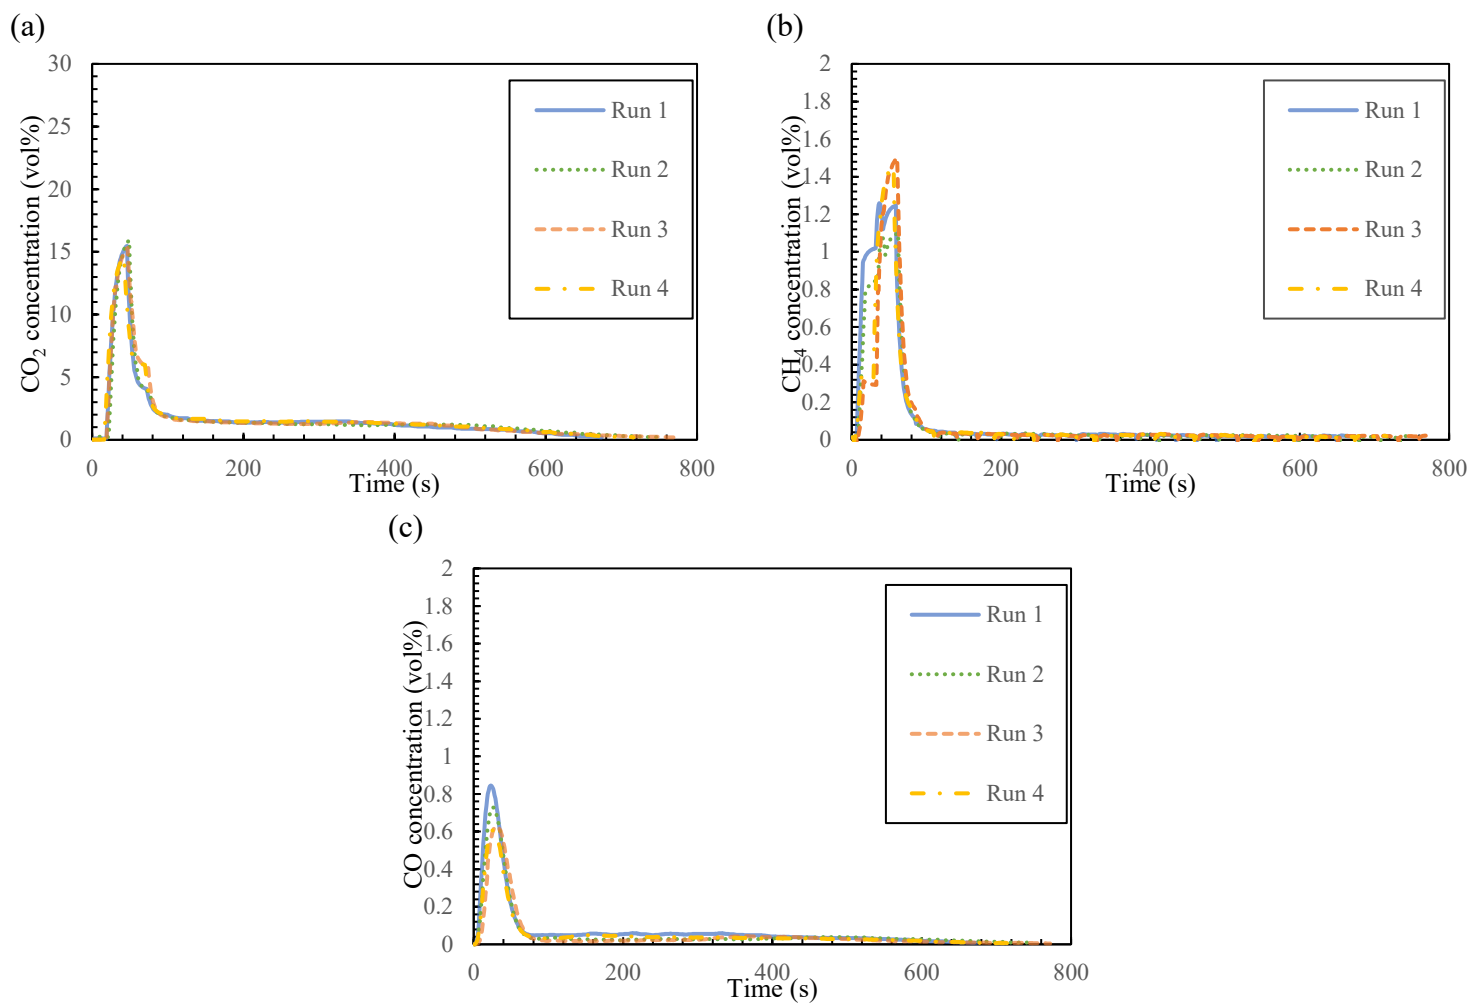 (a)
CO2 concentration (vol%)
30
25
20
15
10
5
0
0 200 400 600 800
Time (s)
Run 1
Run 2
Run 3
Run 4
(b)
CH4 concentration (vol%)
2
1.8
1.6
1.4
1.2
1
0.8
0.6
0.4
0.2
0
0 200 400 600 800
Time (s)
Run 1
Run 2
Run 3
Run 4
(c)
CO concentration (vol%)
2
1.8
1.6
1.4
1.2
1
0.8
0.6
0.4
0.2
0
0 200 400 600 800
Time (s)
Run 1
Run 2
Run 3
Run 4